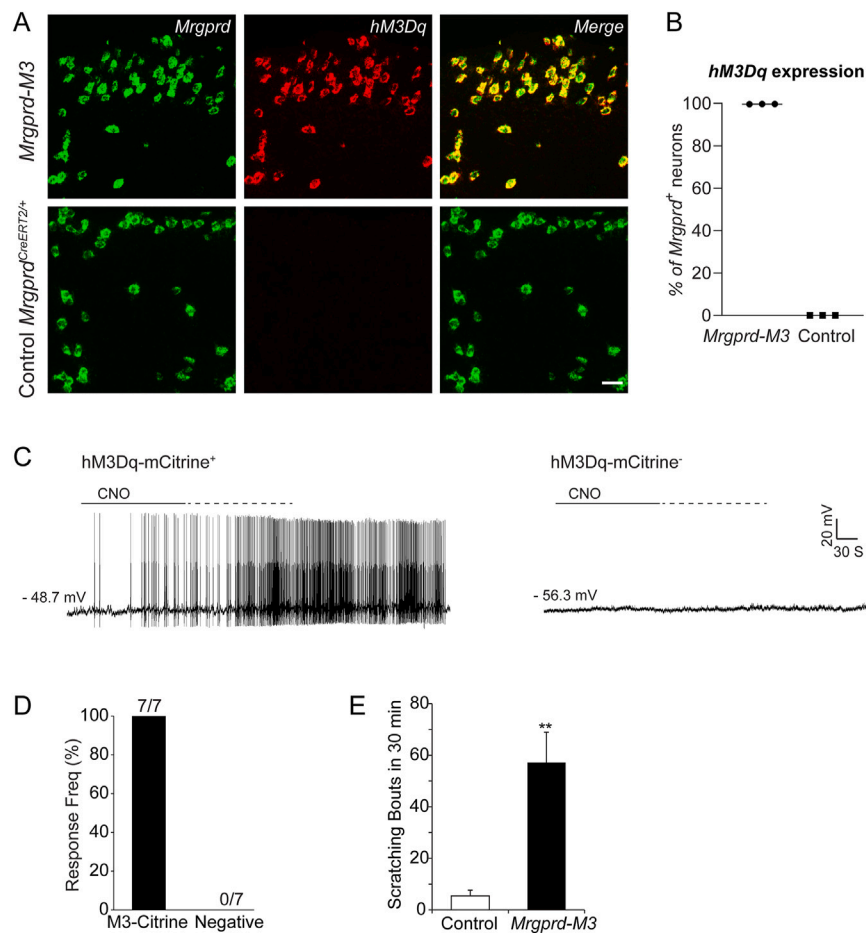 A
Mrgprd
hM3Dq
Merge
Mrgprd-M3
Control Mrgprd^CreERT2/+
B
hM3Dq expression
% of Mrgprd+ neurons
100
80
60
40
20
0
Mrgprd-M3 Control
C
hM3Dq-mCitrine+
hM3Dq-mCitrine-
CNO
CNO
20 mV
30 S
- 48.7 mV
- 56.3 mV
D
Response Freq (%)
100
80
60
40
20
0
7/7
0/7
M3-Citrine Negative
E
Scratching Bouts in 30 min
80
60
40
20
0
**
Control Mrgprd-M3